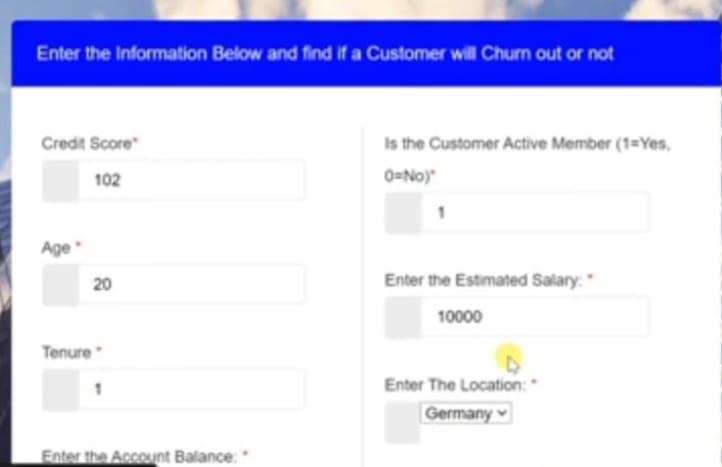 Enter the Information Below and find if a Customer will Churn out or not
Credit Score*
102
Age *
20
Tenure *
1
Enter the Account Balance: *
Is the Customer Active Member (1=Yes,
0=No)*
1
Enter the Estimated Salary: *
10000
Enter The Location: *
Germany